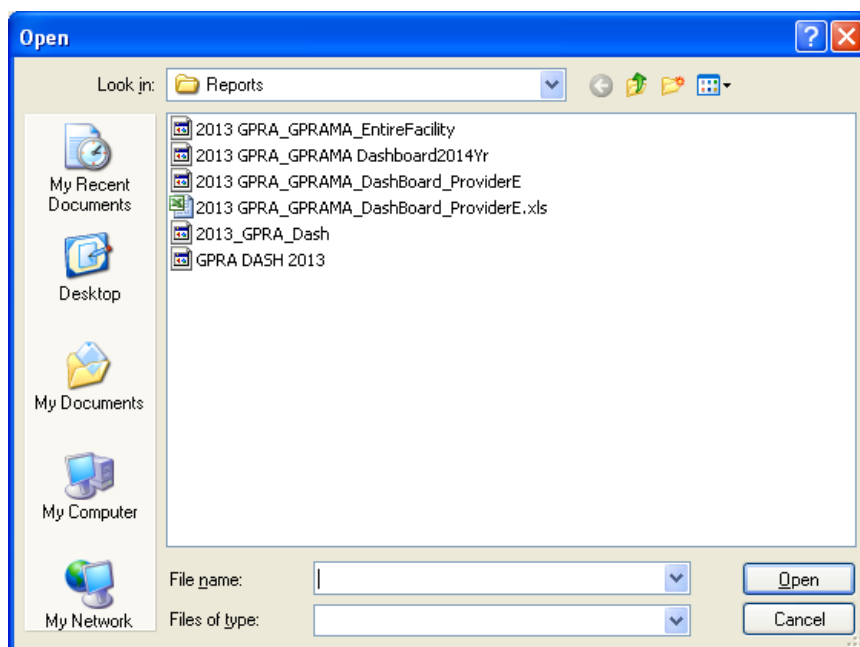 Open
Look in:
Reports
My Recent
Documents
Desktop
My Documents
My Computer
My Network
2013 GPRA_GPRAMA_EntireFacility
2013 GPRA_GPRAMA Dashboard2014Yr
2013 GPRA_GPRAMA_DashBoard_ProviderE
2013 GPRA_GPRAMA_DashBoard_ProviderE.xls
2013_GPRA_Dash
GPRA DASH 2013
File name:
Open
Files of type:
Cancel